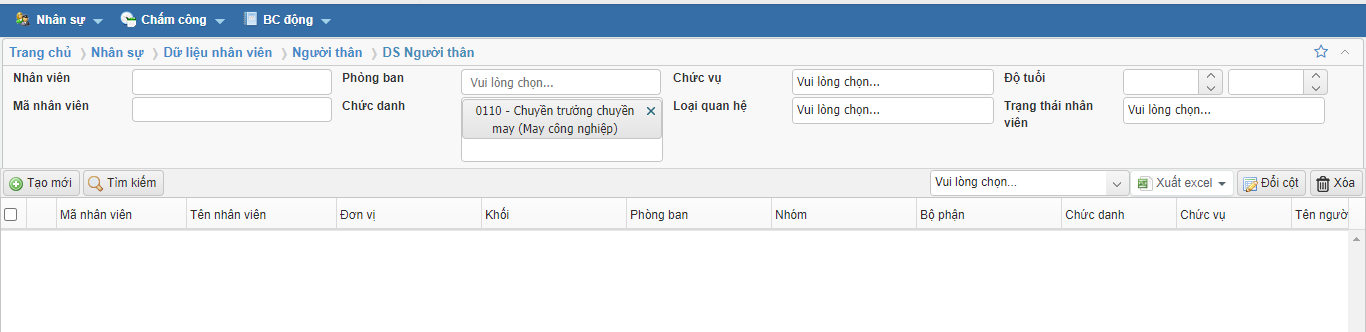 Nhân sự Chấm công BC động
Trang chủ Nhân sự Dữ liệu nhân viên Người thân DS Người thân
Nhân viên Phòng ban Vui lòng chọn... Chức vụ Vui lòng chọn... Độ tuổi
Mã nhân viên Chức danh 0110 - Chuyền trưởng chuyền may (May công nghiệp) Loại quan hệ Vui lòng chọn... Trạng thái nhân viên Vui lòng chọn...
Tạo mới Tìm kiếm Vui lòng chọn... Xuất excel Đổi cột Xóa
Mã nhân viên Tên nhân viên Đơn vị Khối Phòng ban Nhóm Bộ phận Chức danh Chức vụ Tên ngườ